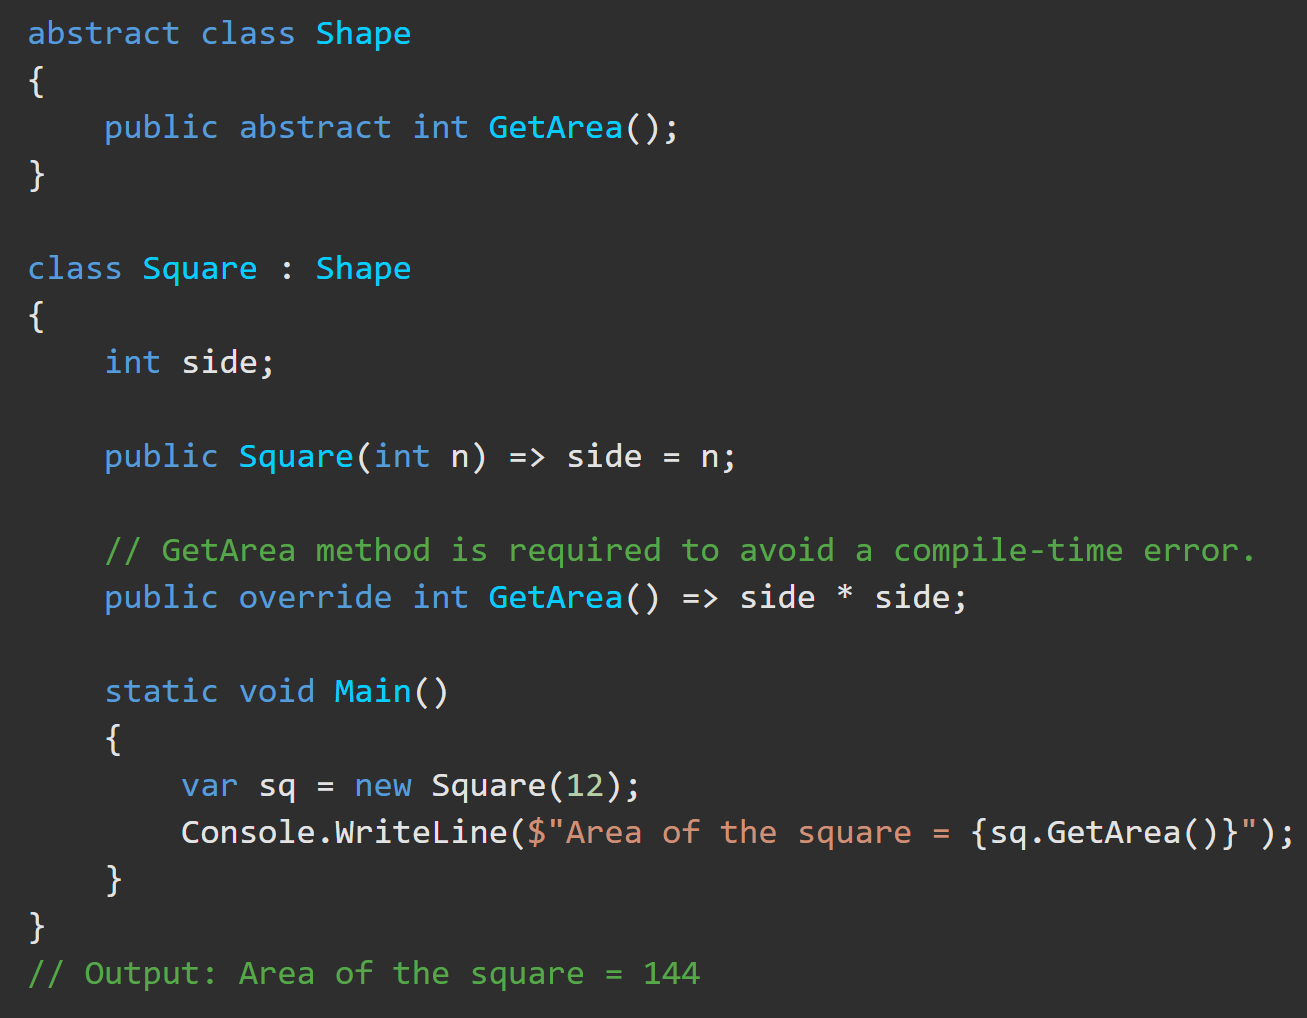 abstract class Shape
{
    public abstract int GetArea();
}

class Square : Shape
{
    int side;

    public Square(int n) => side = n;

    // GetArea method is required to avoid a compile-time error.
    public override int GetArea() => side * side;

    static void Main()
    {
        var sq = new Square(12);
        Console.WriteLine($"Area of the square = {sq.GetArea()}");
    }
}
// Output: Area of the square = 144